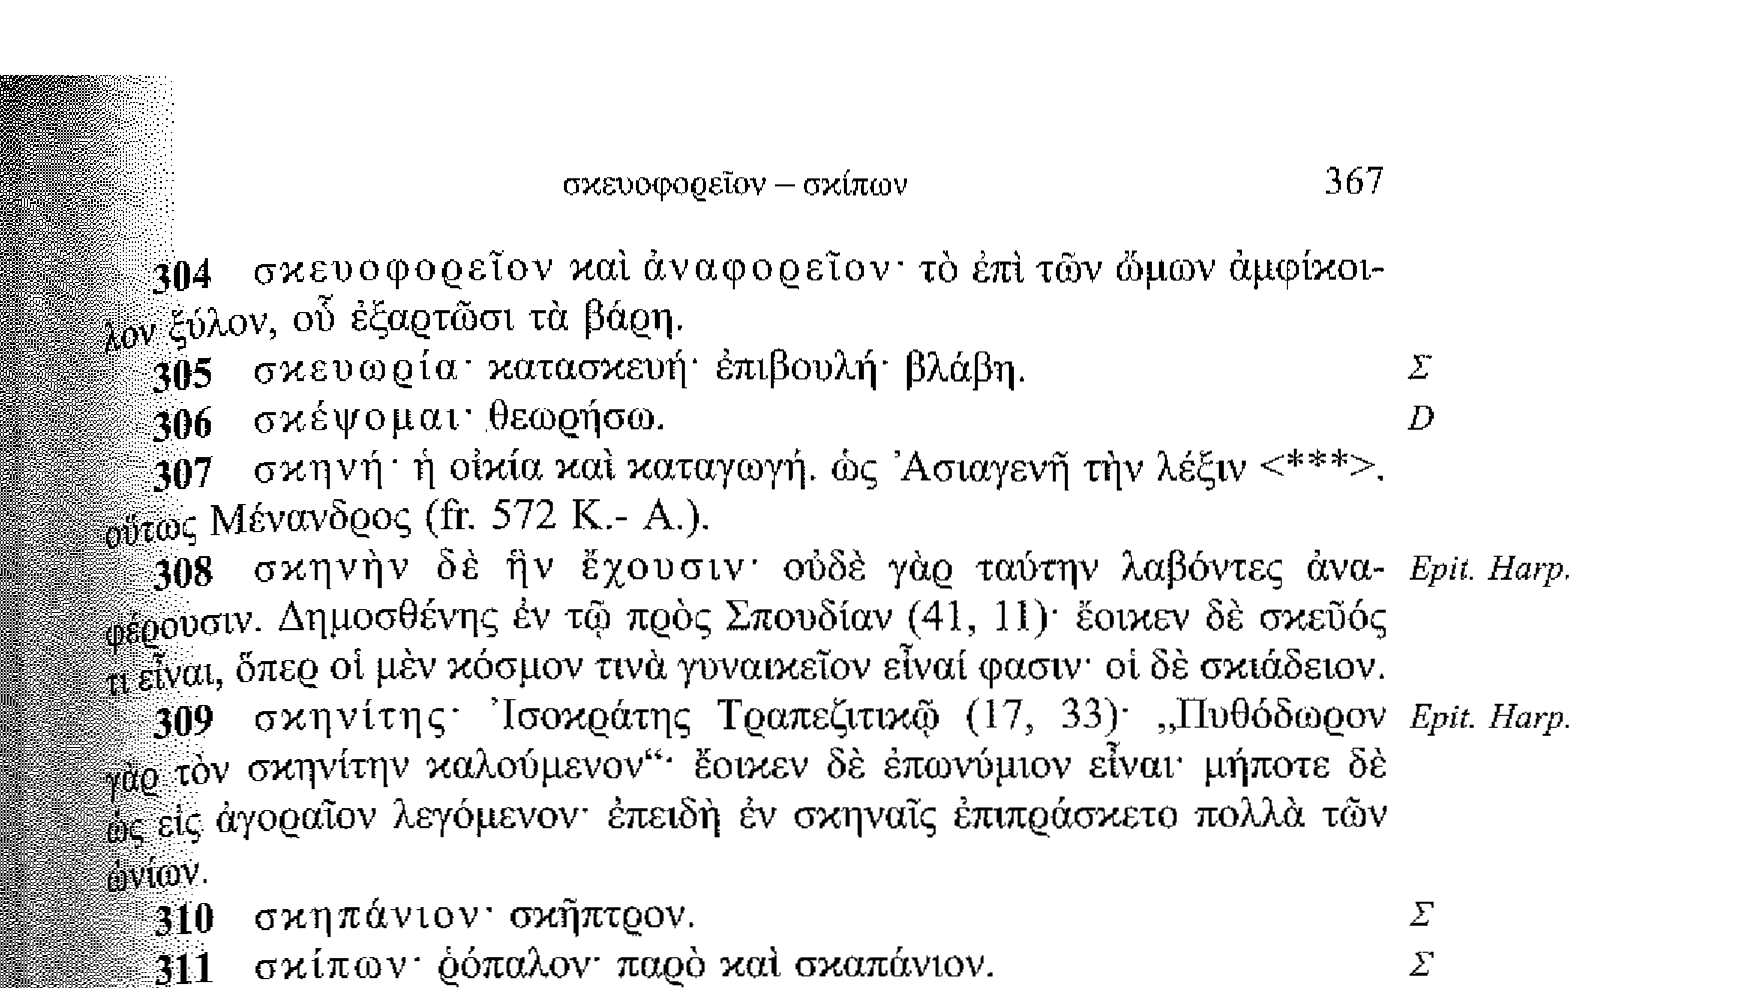 σκευοφορεῖον – σκίπων 367
304 σκευοφορεῖον καὶ ἀναφορεῖον· τὸ ἐπὶ τῶν ὤμων ἀμφίκοι-
λον ξύλον, οὗ ἐξαρτῶσι τὰ βάρη.
305 σκευωρία· κατασκευή· ἐπιβουλή· βλάβη. Σ
306 σκέψομαι· θεωρήσω. D
307 σκηνή· ἡ οἰκία καὶ καταγωγή. ὡς Ἀσιαγενῆ τὴν λέξιν <***>.
οὕτως Μένανδρος (fr. 572 K.- A.).
308 σκηνὴν δὲ ἣν ἔχουσιν· οὐδὲ γὰρ ταύτην λαβόντες ἀνα- Epit. Harp.
φέρουσιν. Δημοσθένης ἐν τῷ πρὸς Σπουδίαν (41, 11)· ἔοικεν δὲ σκεῦός
τι εἶναι, ὅπερ οἱ μὲν κόσμον τινὰ γυναικεῖον εἶναί φασιν· οἱ δὲ σκιάδειον.
309 σκηνίτης· Ἰσοκράτης Τραπεζιτικῷ (17, 33)· „Πυθόδωρον Epit. Harp.
γὰρ τὸν σκηνίτην καλούμενον“· ἔοικεν δὲ ἐπωνύμιον εἶναι· μήποτε δὲ
ὡς εἰς ἀγοραῖον λεγόμενον· ἐπειδὴ ἐν σκηναῖς ἐπιπράσκετο πολλὰ τῶν
ὠνίων.
310 σκηπάνιον· σκῆπτρον. Σ
311 σκίπων· ῥόπαλον· παρὸ καὶ σκαπάνιον. Σ